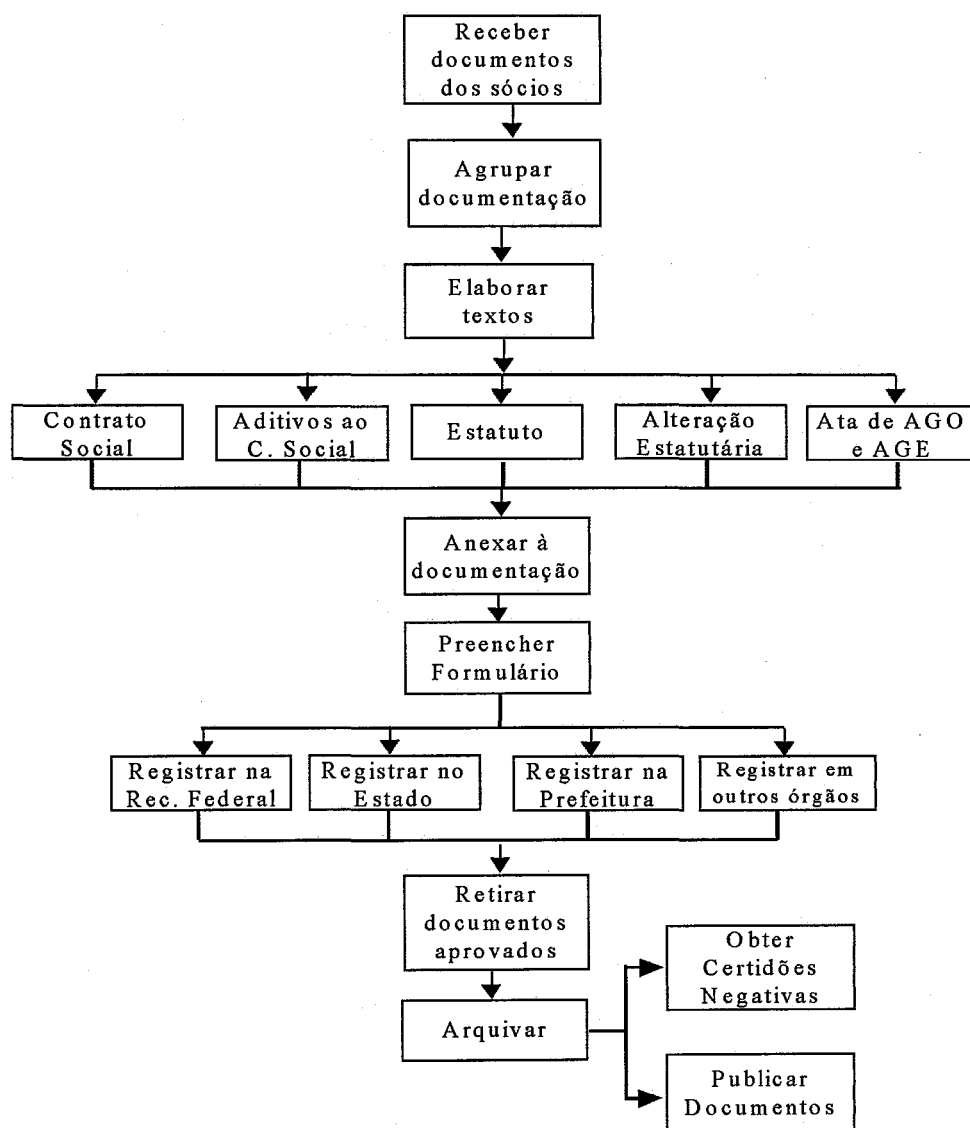 Receber
documentos
dos sócios
Agrupar
documentação
Elaborar
textos
Contrato
Social
Aditivos ao
C. Social
Estatuto
Alteração
Estatutária
Ata de AGO
e AGE
Anexar à
documentação
Preencher
Formulário
Registrar na
Rec. Federal
Registrar no
Estado
Registrar na
Prefeitura
Registrar em
outros órgãos
Retirar
documentos
aprovados
Arquivar
Obter
Certidões
Negativas
Publicar
Documentos